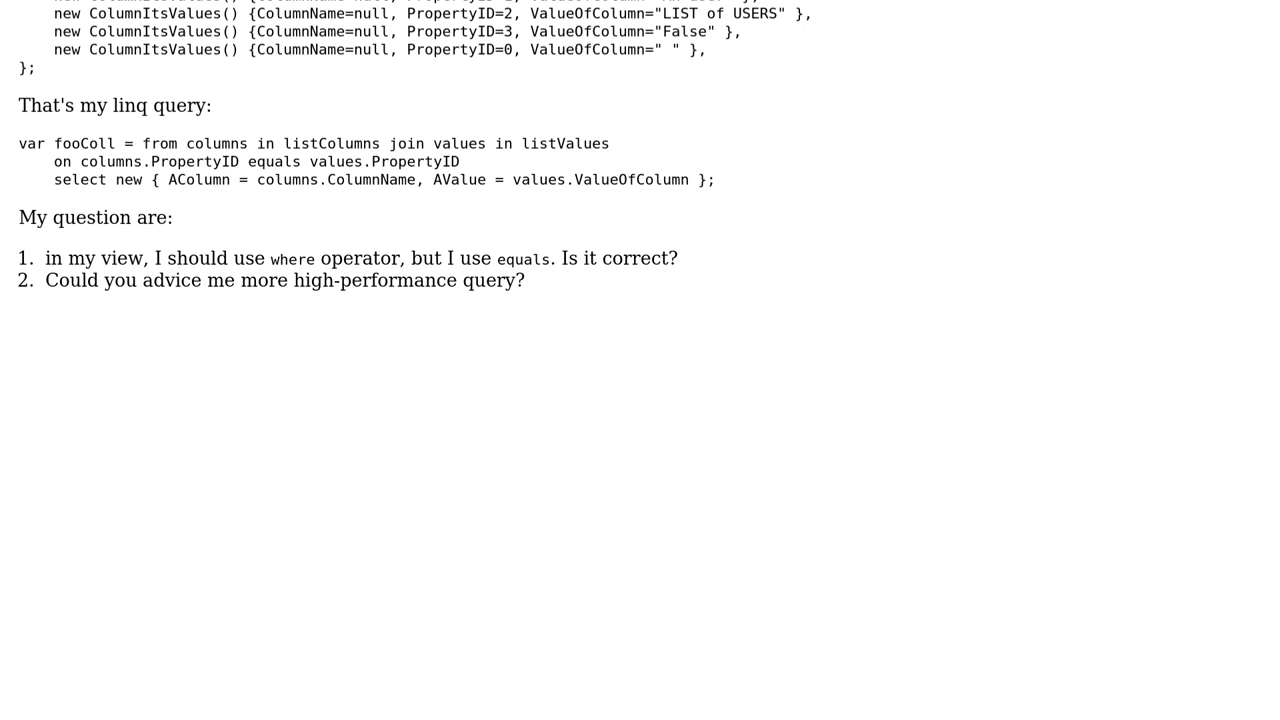 new ColumnItsValues() {ColumnName=null, PropertyID=2, ValueOfColumn="LIST of USERS" },
new ColumnItsValues() {ColumnName=null, PropertyID=3, ValueOfColumn="False" },
new ColumnItsValues() {ColumnName=null, PropertyID=0, ValueOfColumn=" " },
};
That's my linq query:
var fooColl = from columns in listColumns join values in listValues
on columns.PropertyID equals values.PropertyID
select new { AColumn = columns.ColumnName, AValue = values.ValueOfColumn };
My question are:
1. in my view, I should use where operator, but I use equals. Is it correct?
2. Could you advice me more high-performance query?